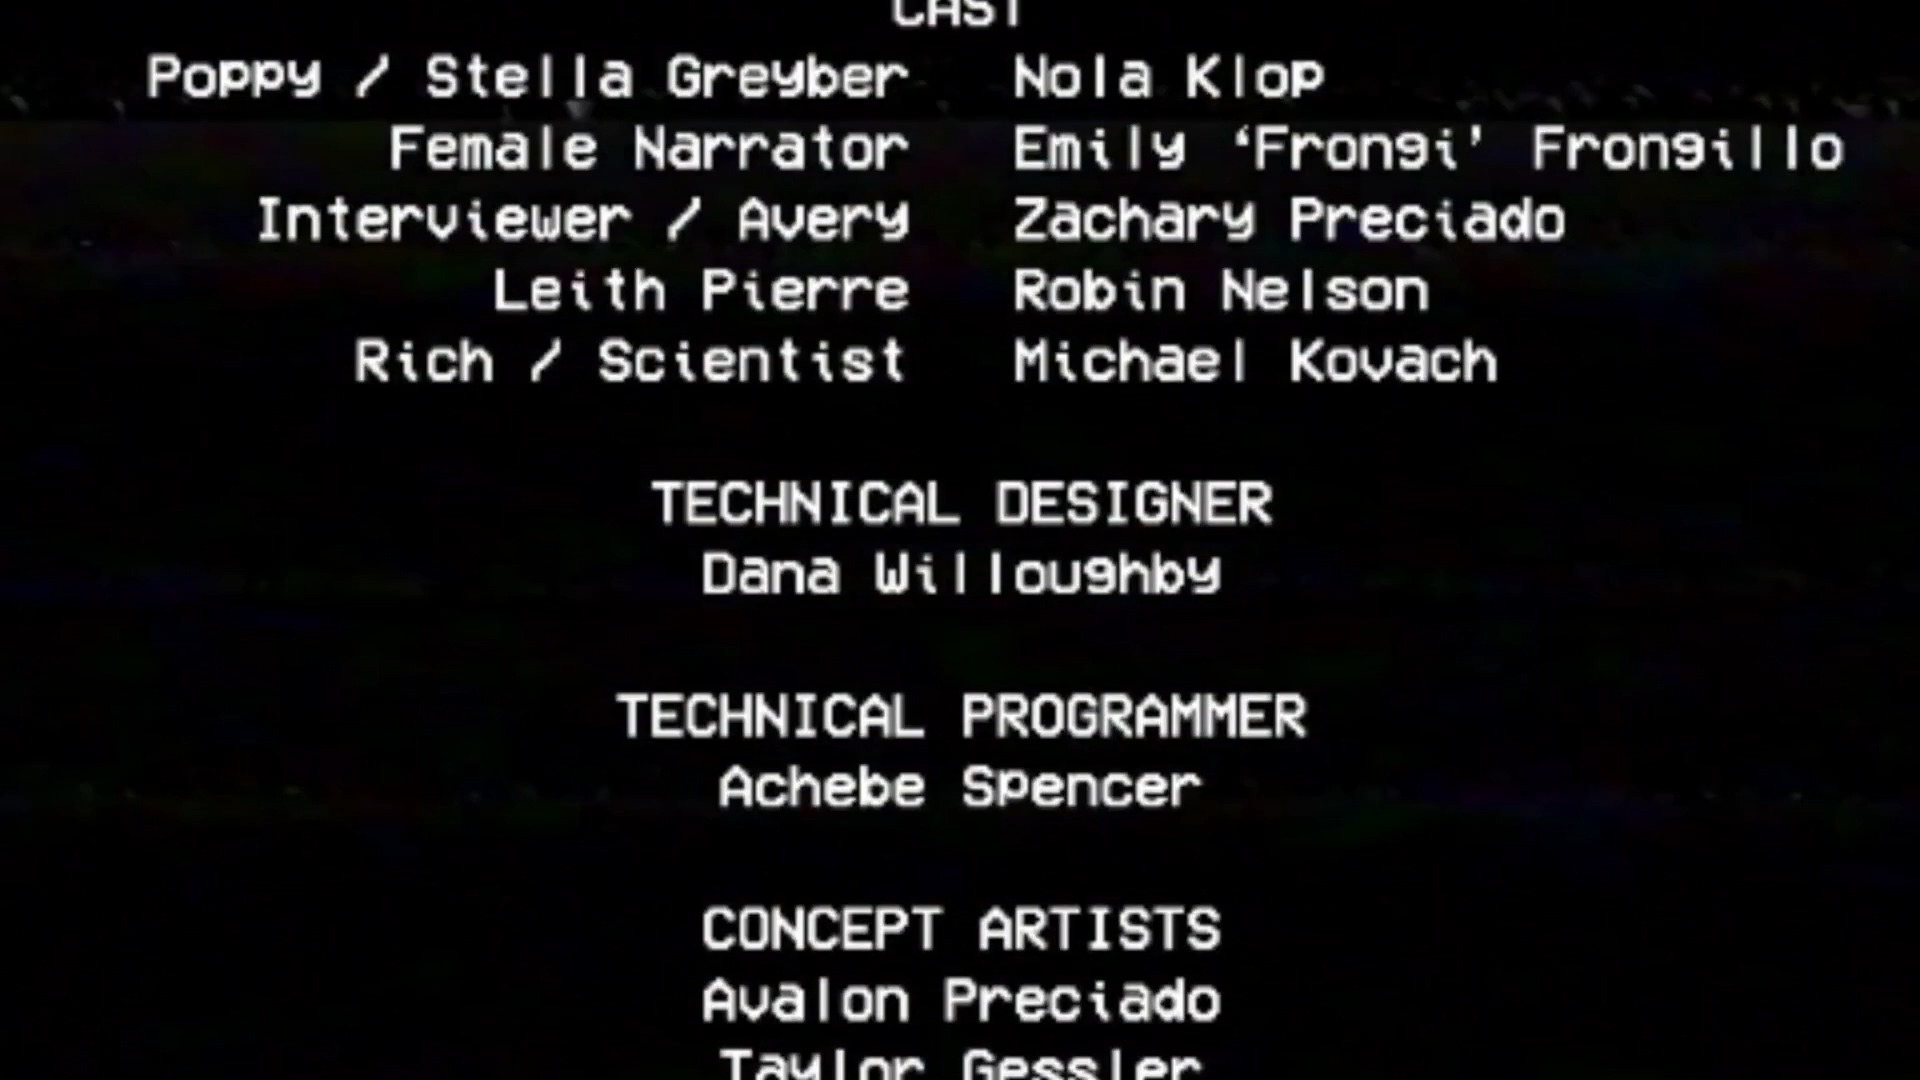 CAST
Poppy / Stella Greyber Nola Klop
Female Narrator Emily ‘Frongi’ Frongillo
Interviewer / Avery Zachary Preciado
Leith Pierre Robin Nelson
Rich / Scientist Michael Kovach
TECHNICAL DESIGNER
Dana Willoughby
TECHNICAL PROGRAMMER
Achebe Spencer
CONCEPT ARTISTS
Avalon Preciado
Taylor Gessler